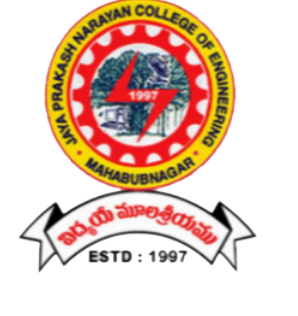 JAYA PRAKASH NARAYAN COLLEGE OF ENGINEERING
1997
· MAHABUBNAGAR ·
విద్యయే మూలశ్రేయము
ESTD : 1997